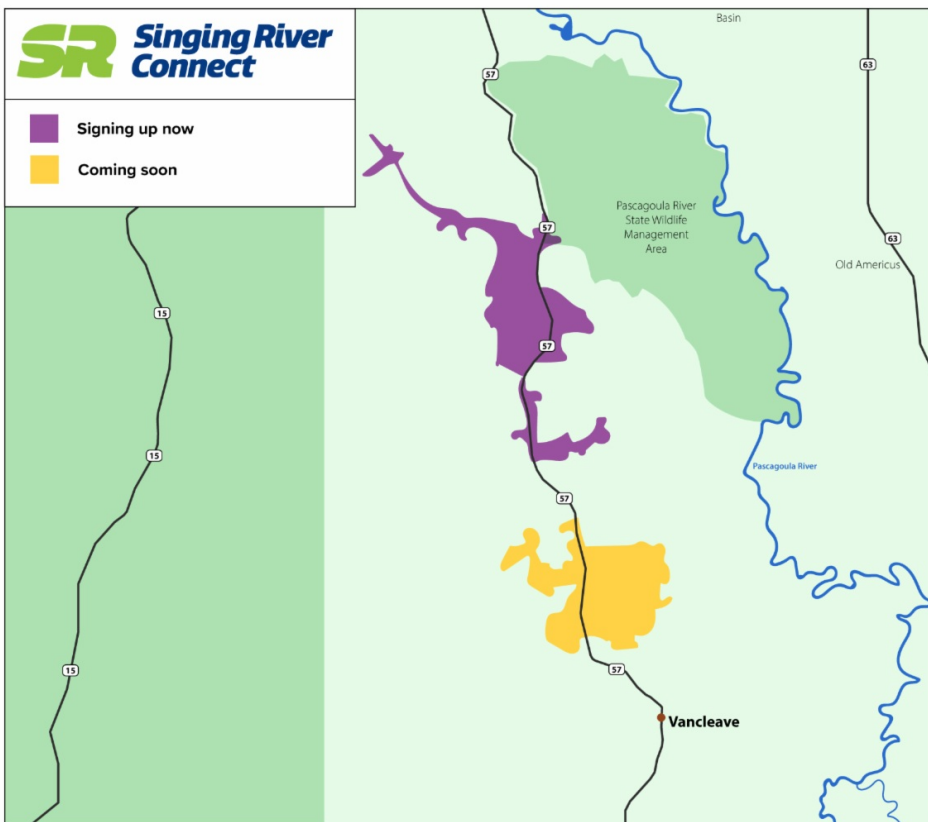 SR Singing River
Connect
Signing up now
Coming soon
Basin
57
63
Pascagoula River
State Wildlife
Management
Area
57
63
Old Americus
15
57
15
Pascagoula River
57
15
57
Vancleave